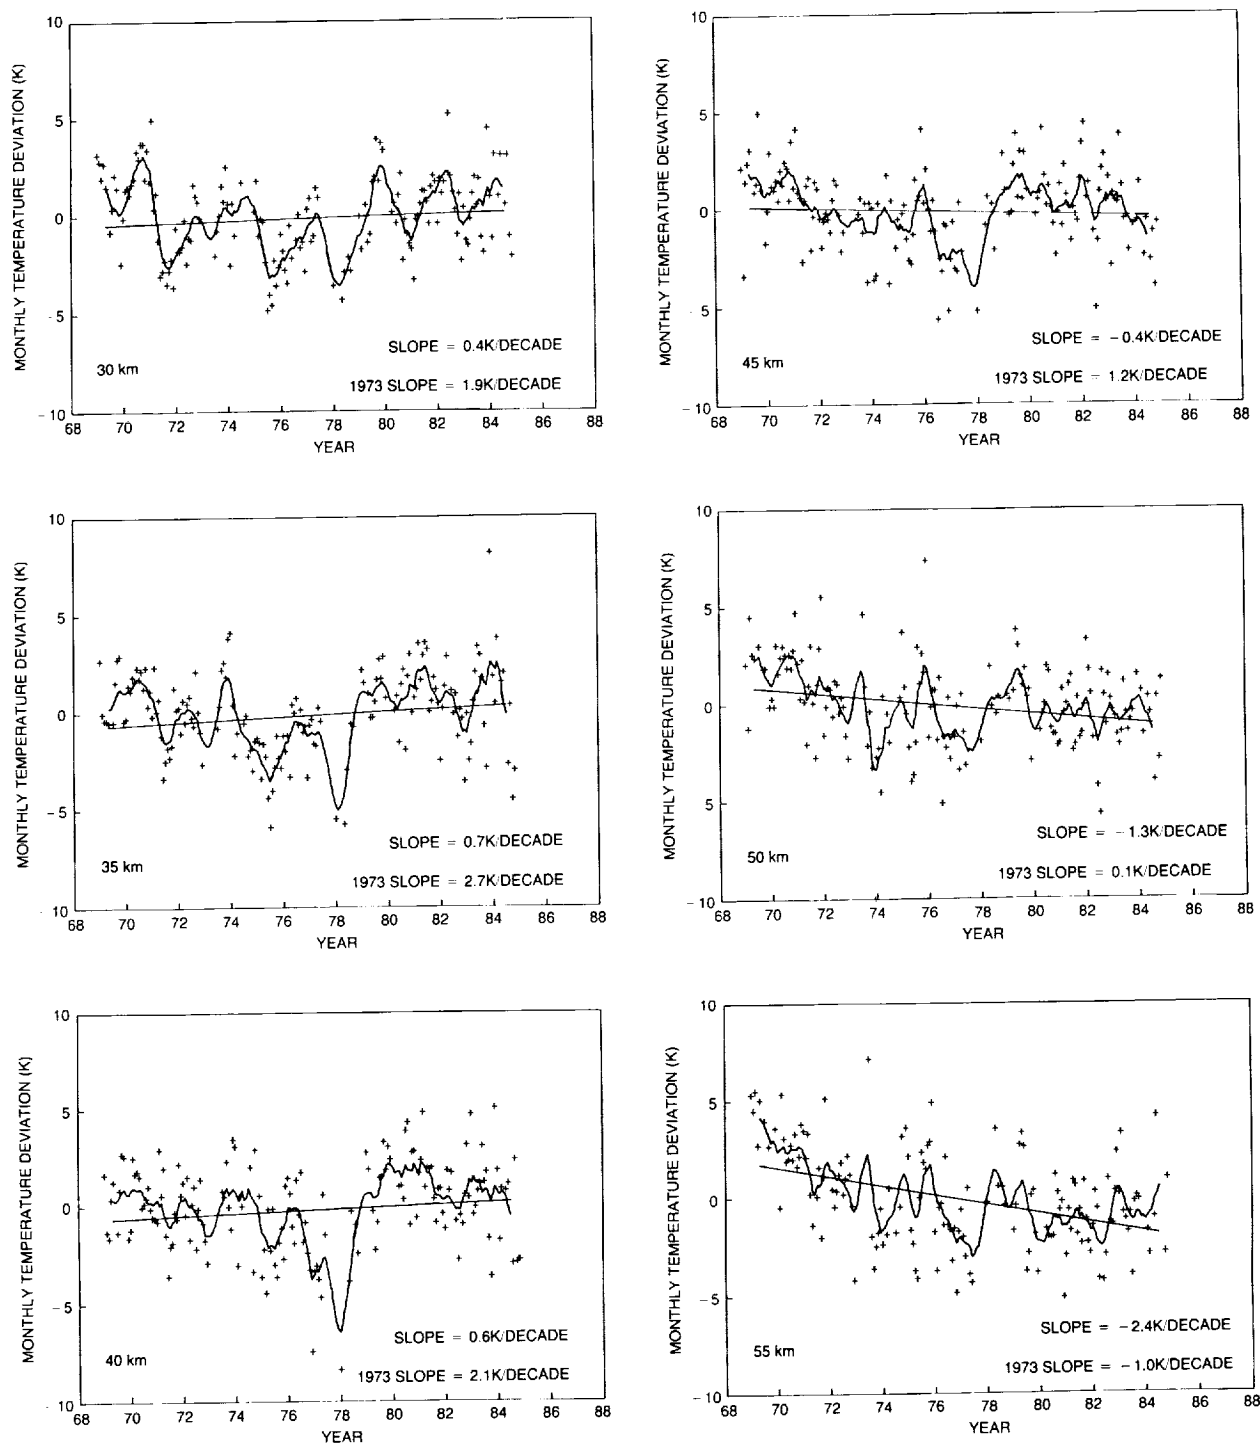 MONTHLY TEMPERATURE DEVIATION (K)
10
5
0
- 5
- 10
30 km
SLOPE = 0.4K/DECADE
1973 SLOPE = 1.9K/DECADE
68 70 72 74 76 78 80 82 84 86 88
YEAR
MONTHLY TEMPERATURE DEVIATION (K)
10
5
0
- 5
- 10
45 km
SLOPE = -0.4K/DECADE
1973 SLOPE = 1.2K/DECADE
68 70 72 74 76 78 80 82 84 86 88
YEAR
MONTHLY TEMPERATURE DEVIATION (K)
10
5
0
- 5
- 10
35 km
SLOPE = 0.7K/DECADE
1973 SLOPE = 2.7K/DECADE
68 70 72 74 76 78 80 82 84 86 88
YEAR
MONTHLY TEMPERATURE DEVIATION (K)
10
5
0
5
- 10
50 km
SLOPE = -1.3K/DECADE
1973 SLOPE = 0.1K/DECADE
68 70 72 74 76 78 80 82 84 86 88
YEAR
MONTHLY TEMPERATURE DEVIATION (K)
10
5
0
- 5
- 10
40 km
SLOPE = 0.6K/DECADE
1973 SLOPE = 2.1K/DECADE
68 70 72 74 76 78 80 82 84 86 88
YEAR
MONTHLY TEMPERATURE DEVIATION (K)
10
5
0
- 5
- 10
55 km
SLOPE = -2.4K/DECADE
1973 SLOPE = -1.0K/DECADE
68 70 72 74 76 78 80 82 84 86 88
YEAR